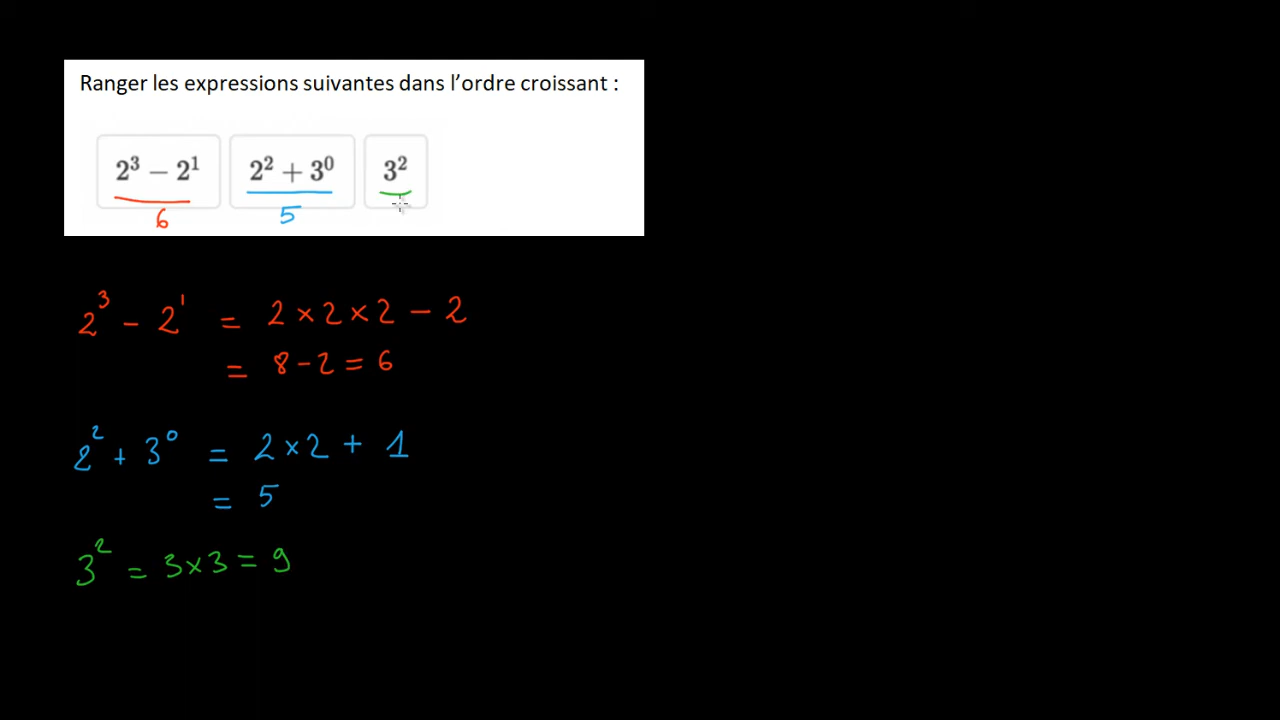 Ranger les expressions suivantes dans l’ordre croissant :
2³ − 2¹ 2² + 3⁰ 3²
6 5
2³ − 2¹ = 2 × 2 × 2 − 2
= 8 − 2 = 6
2² + 3⁰ = 2 × 2 + 1
= 5
3² = 3 × 3 = 9